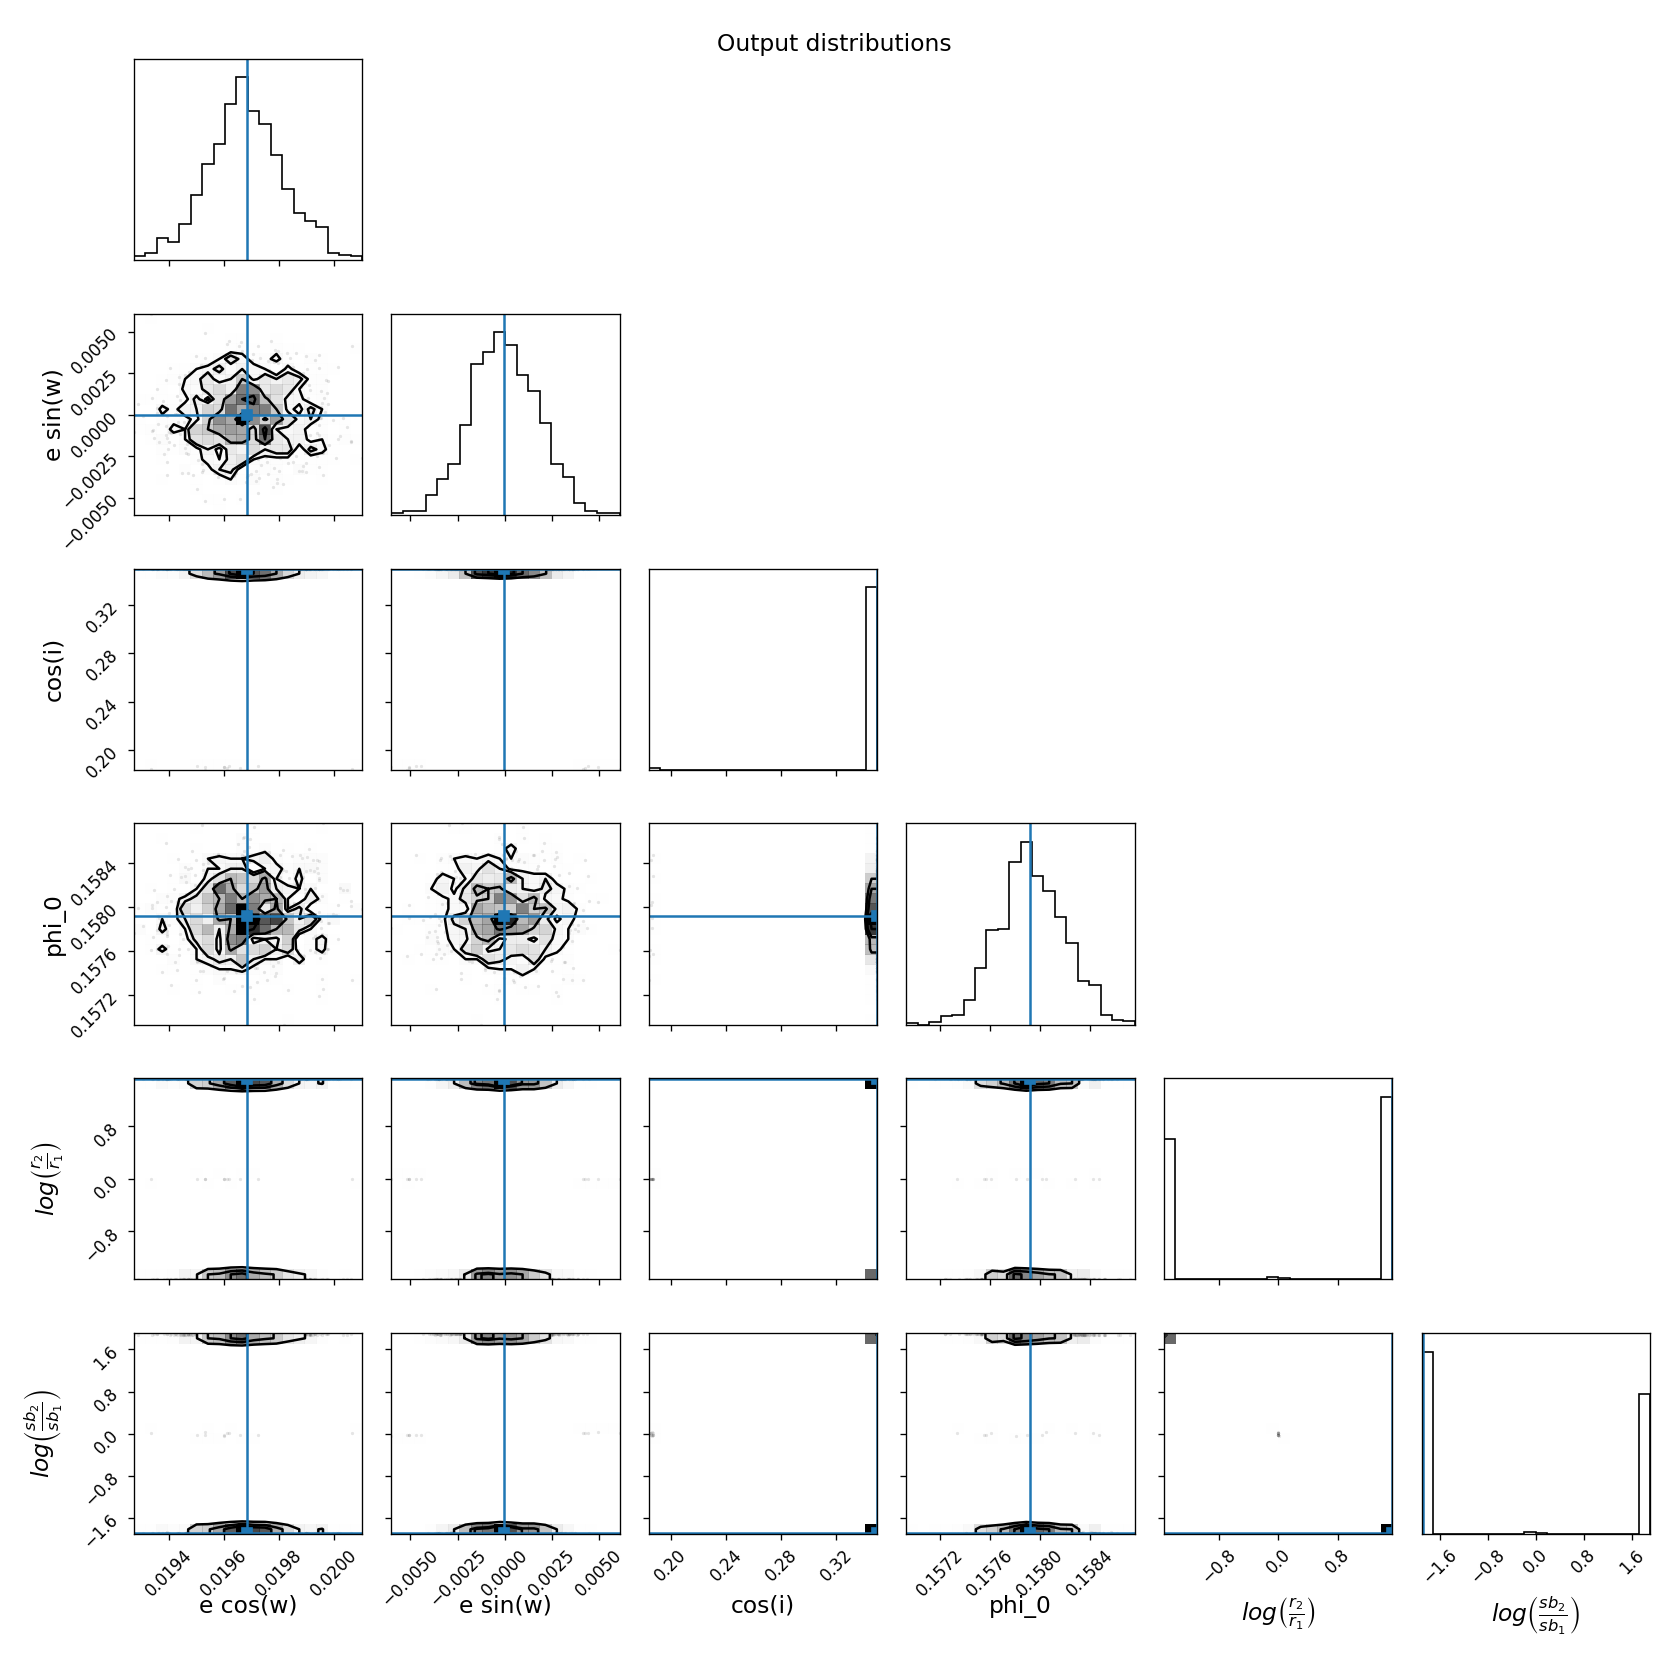 Output distributions
e sin(w)
0.0050
0.0025
0.0000
−0.0025
−0.0050
cos(i)
0.32
0.28
0.24
0.20
phi_0
0.1584
0.1580
0.1576
0.1572
log(r₂/r₁)
0.8
0.0
−0.8
log(sb₂/sb₁)
1.6
0.8
0.0
−0.8
−1.6
0.0194 0.0196 0.0198 0.0200
e cos(w)
−0.0050 −0.0025 0.0000 0.0025 0.0050
e sin(w)
0.20 0.24 0.28 0.32
cos(i)
0.1572 0.1576 0.1580 0.1584
phi_0
−0.8 0.0 0.8
log(r₂/r₁)
−1.6 −0.8 0.0 0.8 1.6
log(sb₂/sb₁)